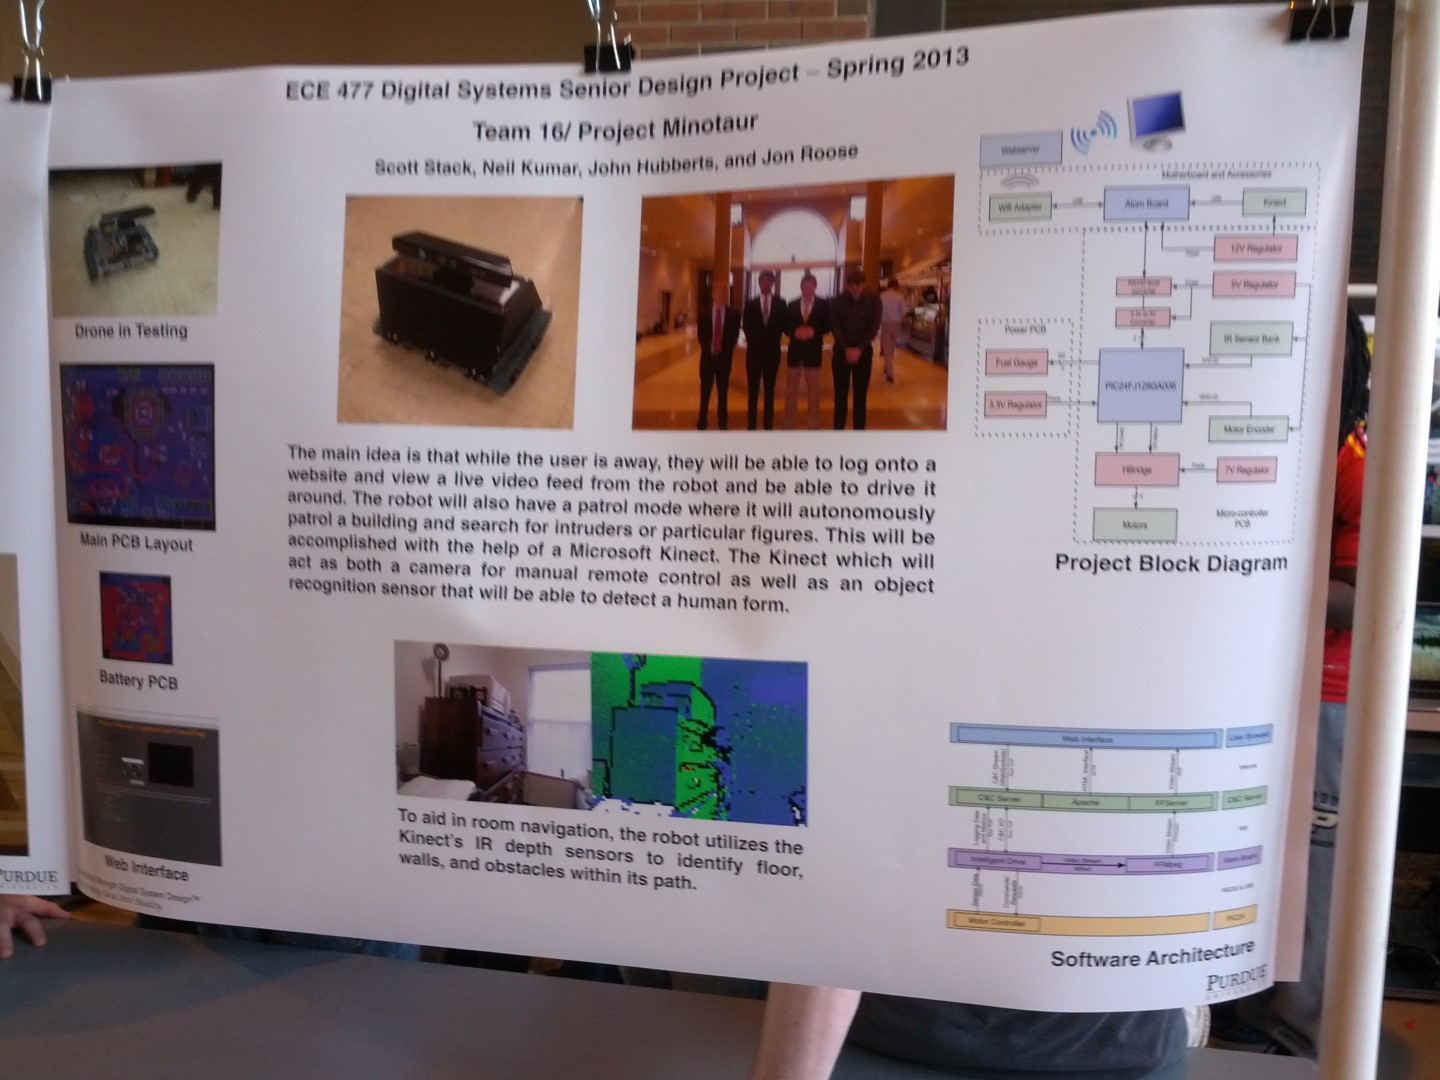 ECE 477 Digital Systems Senior Design Project – Spring 2013
Team 16/ Project Minotaur
Scott Stack, Neil Kumar, John Hubberts, and Jon Roose
Drone in Testing
Main PCB Layout
Battery PCB
Web Interface
The main idea is that while the user is away, they will be able to log onto a
website and view a live video feed from the robot and be able to drive it
around. The robot will also have a patrol mode where it will autonomously
patrol a building and search for intruders or particular figures. This will be
accomplished with the help of a Microsoft Kinect. The Kinect which will
act as both a camera for manual remote control as well as an object
recognition sensor that will be able to detect a human form.
To aid in room navigation, the robot utilizes the
Kinect's IR depth sensors to identify floor,
walls, and obstacles within its path.
Webserver
Motherboard and Accessories
Wifi Adapter
Atom Board
Kinect
12V Regulator
5V Regulator
Power PCB
IR Sensor Bank
Fuel Gauge
PIC24FJ128GA006
3.3V Regulator
Motor Encoder
HBridge
7V Regulator
Motors
Micro-controller
PCB
Project Block Diagram
Web Interface
User Browser
C&C Server
Apache
FFServer
C&C Server
Intelligent Drive
Video Stream
FFMpeg
Atom Board
Motor Controller
PIC24
Software Architecture
PURDUE
UNIVERSITY
PURDUE